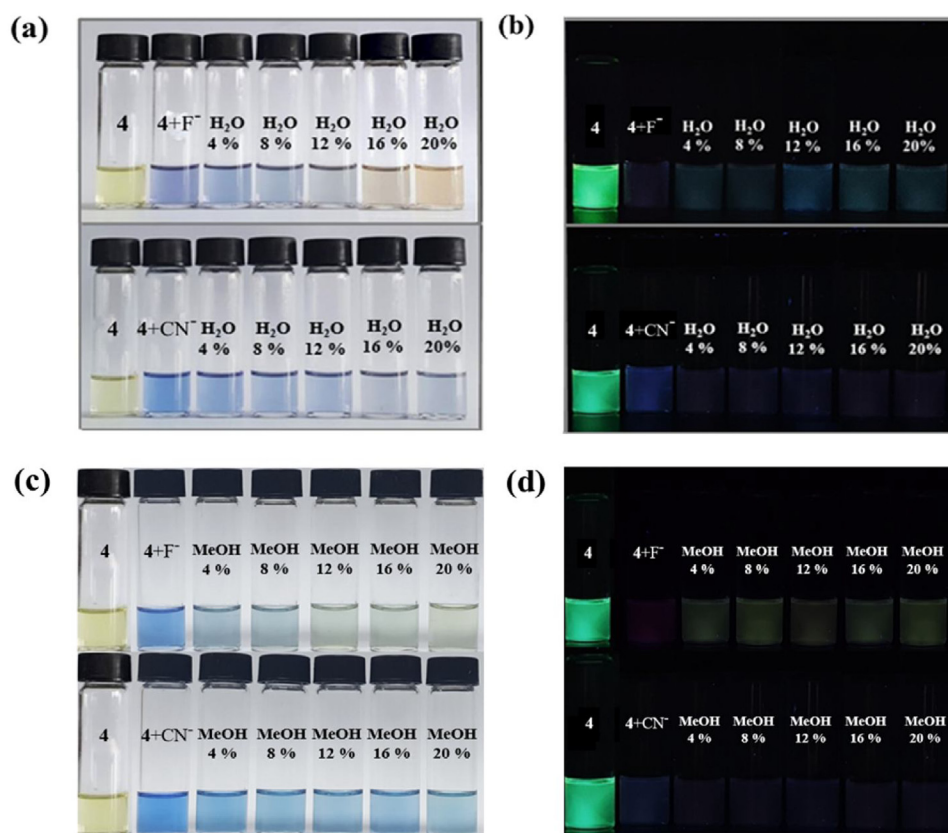 (a)
4 4+F⁻ H₂O H₂O H₂O H₂O H₂O
4 % 8 % 12 % 16 % 20%
4 4+CN⁻ H₂O H₂O H₂O H₂O H₂O
4 % 8 % 12 % 16 % 20%
(b)
4 4+F⁻ H₂O H₂O H₂O H₂O H₂O
4 % 8 % 12 % 16 % 20%
4 4+CN⁻ H₂O H₂O H₂O H₂O H₂O
4 % 8 % 12 % 16 % 20%
(c)
4 4+F⁻ MeOH MeOH MeOH MeOH MeOH
4 % 8 % 12 % 16 % 20 %
4 4+CN⁻ MeOH MeOH MeOH MeOH MeOH
4 % 8 % 12 % 16 % 20 %
(d)
4 4+F⁻ MeOH MeOH MeOH MeOH MeOH
4 % 8 % 12 % 16 % 20 %
4 4+CN⁻ MeOH MeOH MeOH MeOH MeOH
4 % 8 % 12 % 16 % 20 %